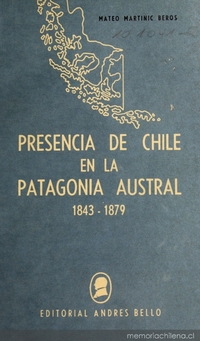 MATEO MARTINIC BEROS
PRESENCIA DE CHILE
EN LA
PATAGONIA AUSTRAL
1843 - 1879
EDITORIAL ANDRES BELLO
memoriachilena.cl